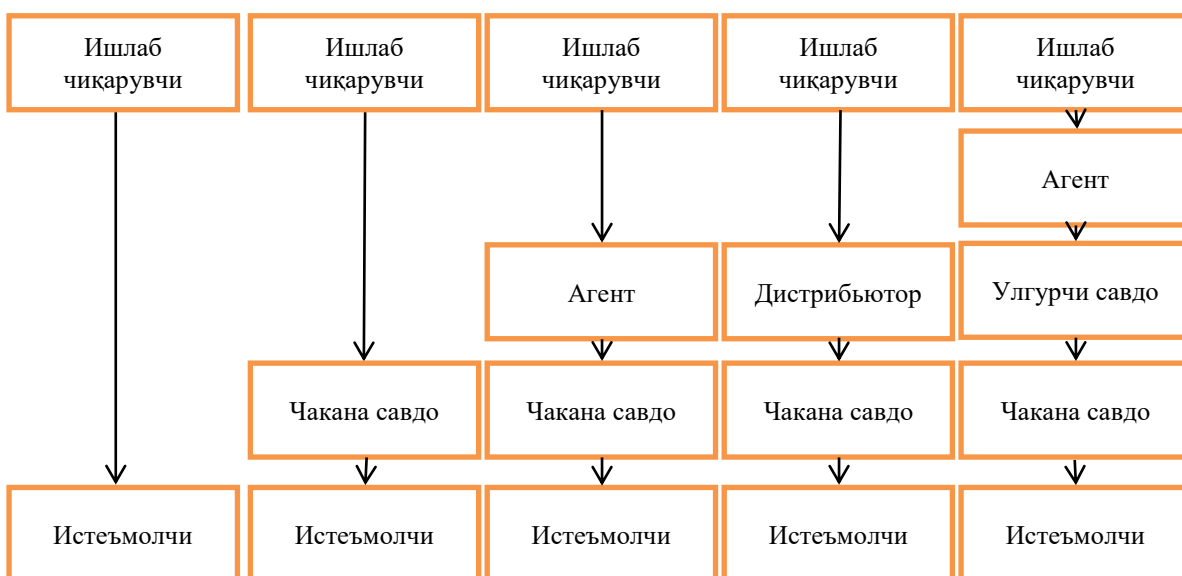 Ишлаб
чиқарувчи
Ишлаб
чиқарувчи
Ишлаб
чиқарувчи
Ишлаб
чиқарувчи
Ишлаб
чиқарувчи
Агент
Агент
Дистрибьютор
Улгурчи савдо
Чакана савдо
Чакана савдо
Чакана савдо
Чакана савдо
Истеъмолчи
Истеъмолчи
Истеъмолчи
Истеъмолчи
Истеъмолчи